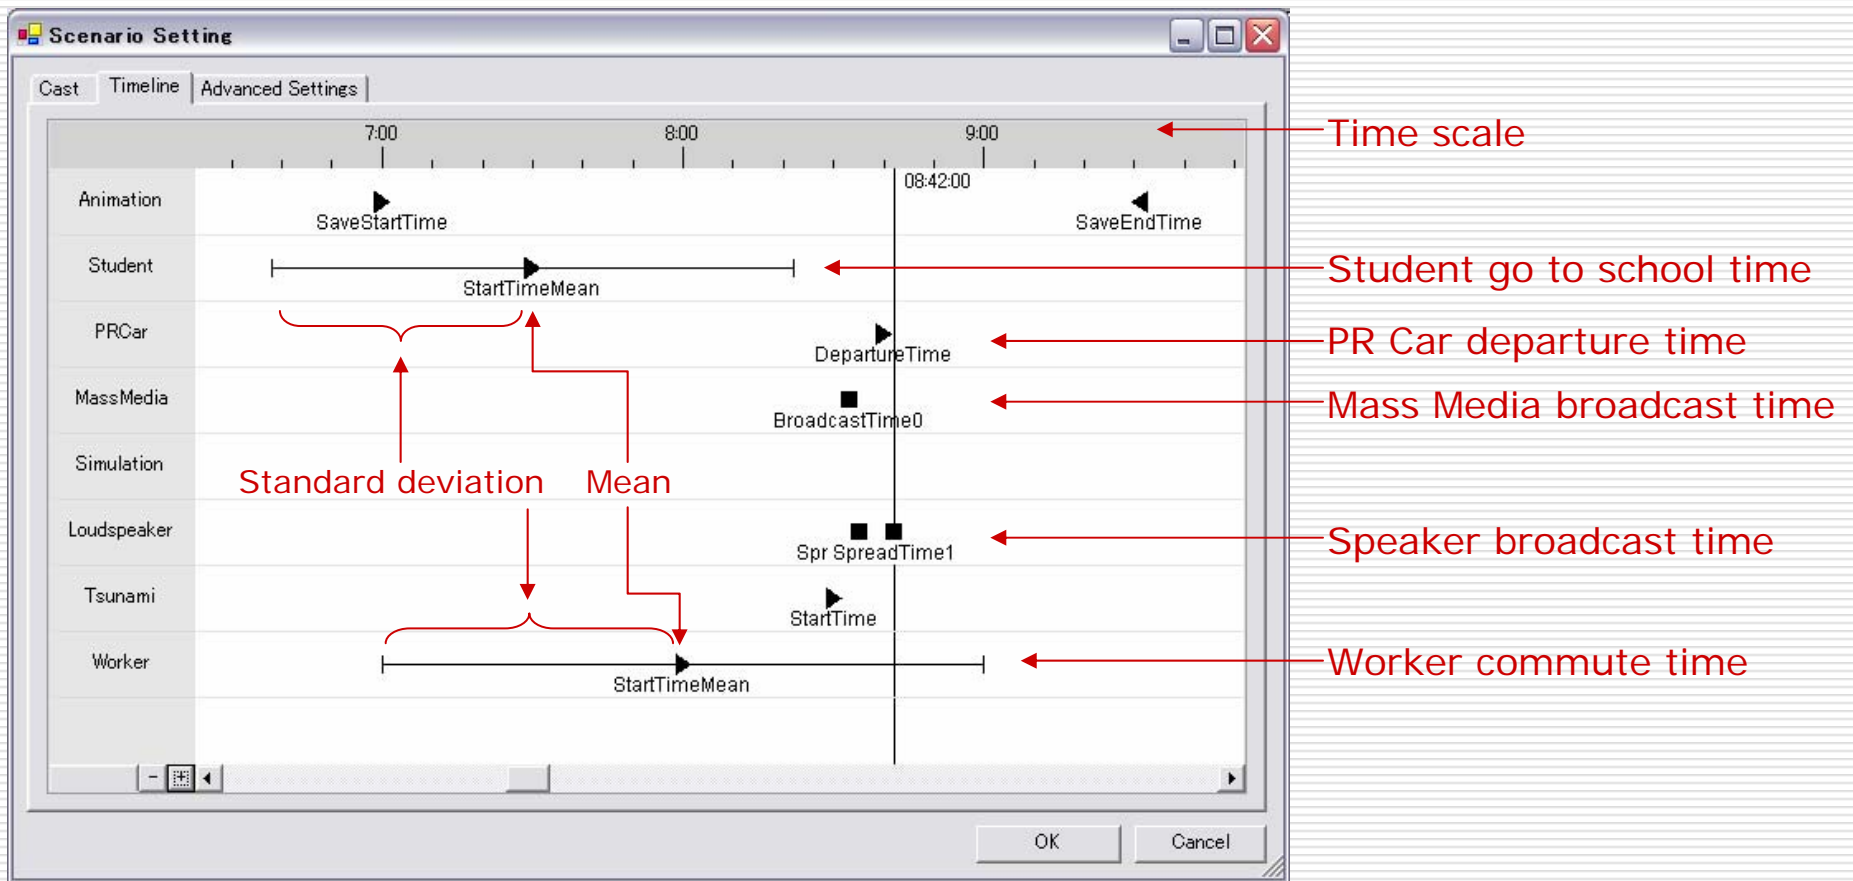 Scenario Setting
Cast Timeline Advanced Settings
7:00 8:00 9:00
Time scale
08:42:00
Animation
SaveStartTime SaveEndTime
Student
Student go to school time
StartTimeMean
PRCar
PR Car departure time
DepartureTime
MassMedia
Mass Media broadcast time
BroadcastTime0
Simulation
Standard deviation Mean
Loudspeaker
Speaker broadcast time
Spr SpreadTime1
Tsunami
StartTime
Worker
Worker commute time
StartTimeMean
OK Cancel